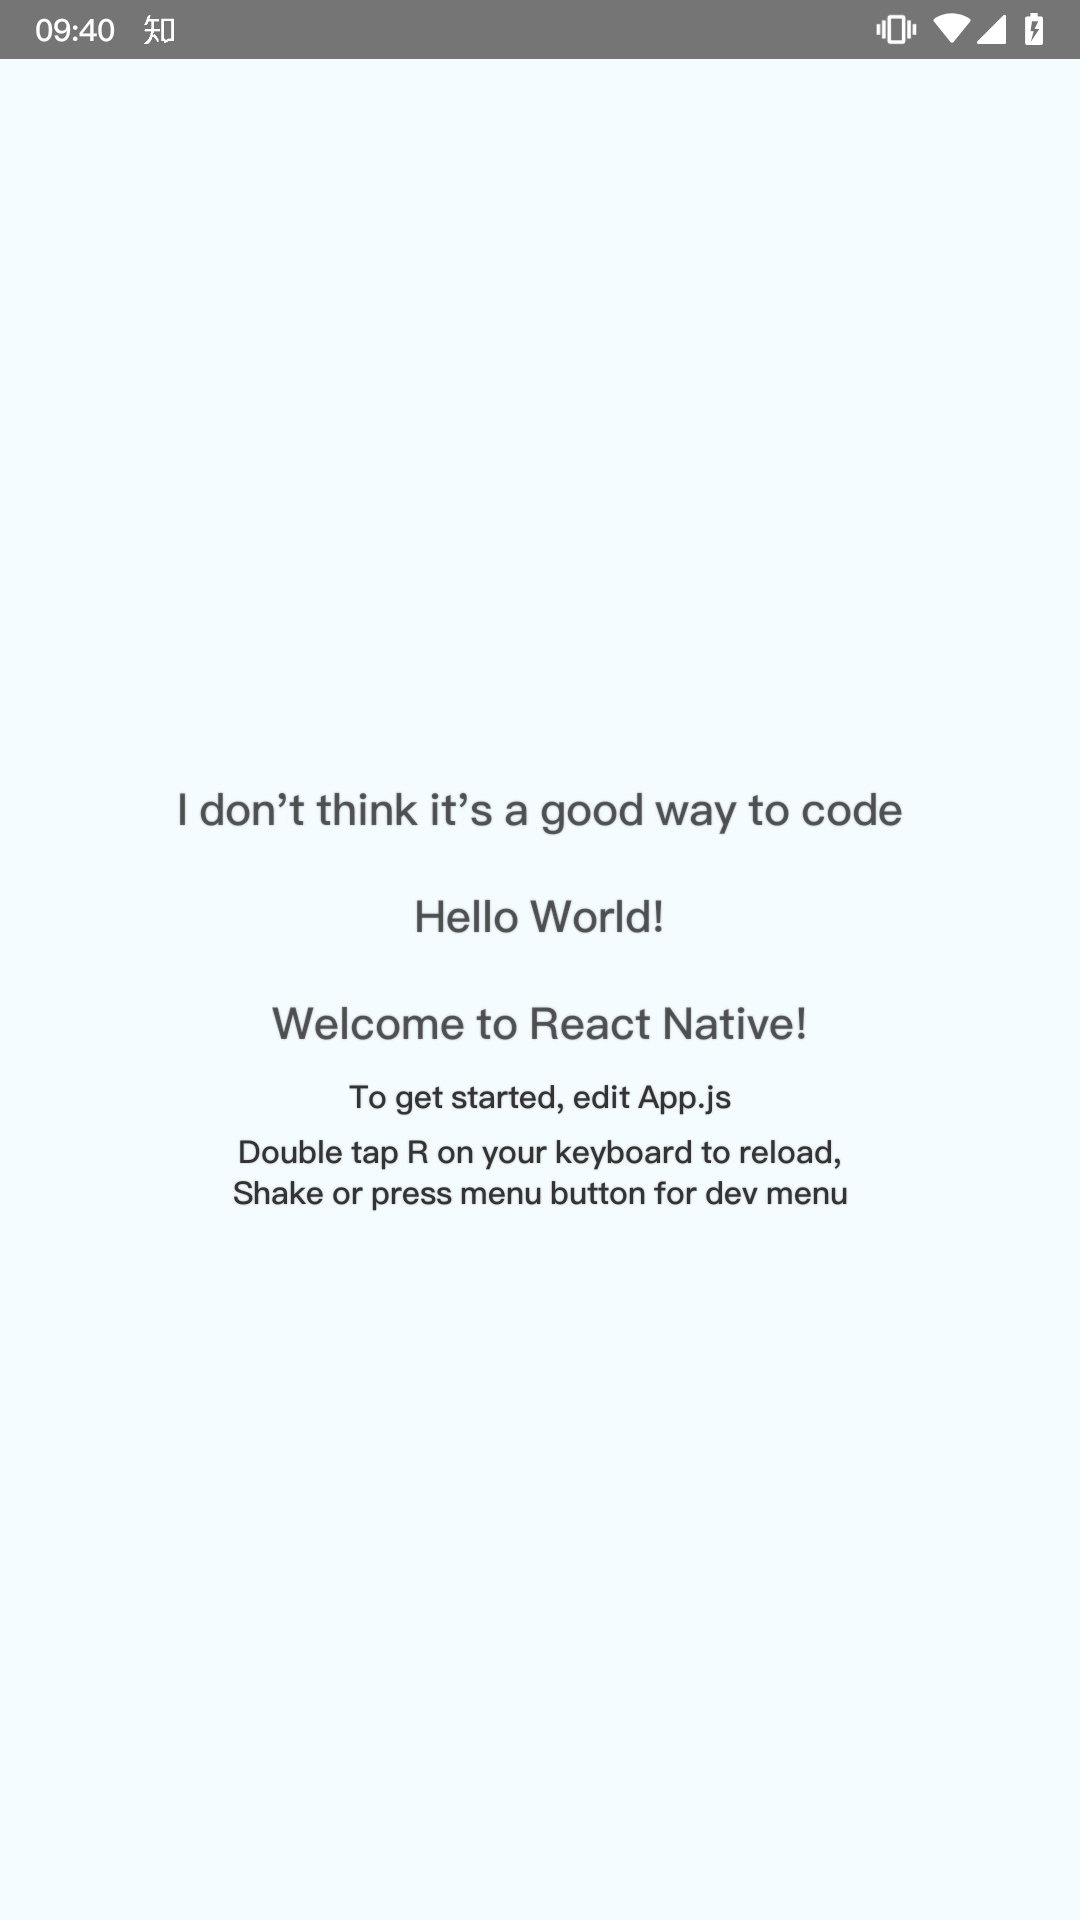 09:40 知
I don't think it's a good way to code
Hello World!
Welcome to React Native!
To get started, edit App.js
Double tap R on your keyboard to reload,
Shake or press menu button for dev menu